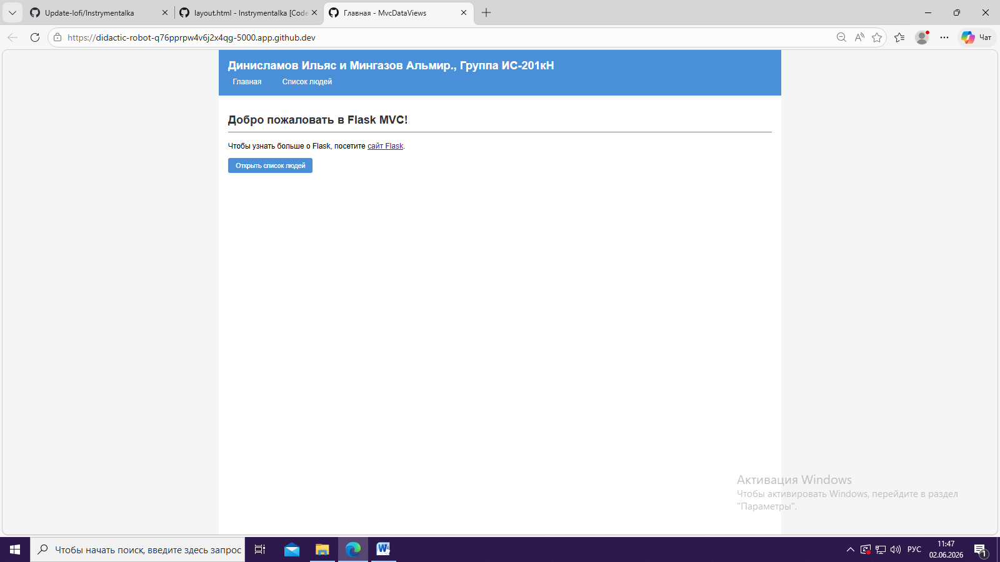 Update-lofi/Instrymentalka
layout.html - Instrymentalka [Code
Главная - MvcDataViews
https://didactic-robot-q76pprpw4v6j2x4qg-5000.app.github.dev
Чат
Динисламов Ильяс и Мингазов Альмир., Группа ИС-201кН
Главная Список людей
Добро пожаловать в Flask MVC!
Чтобы узнать больше о Flask, посетите сайт Flask.
Открыть список людей
Активация Windows
Чтобы активировать Windows, перейдите в раздел
"Параметры".
Чтобы начать поиск, введите здесь запрос
РУС
11:47
02.06.2026
1